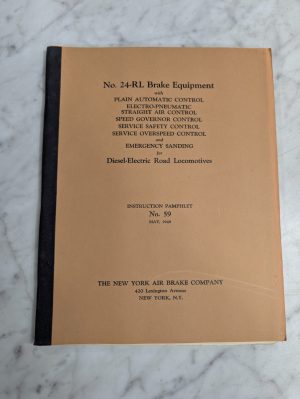 No. 24-RL Brake Equipment
with
PLAIN AUTOMATIC CONTROL
ELECTRO-PNEUMATIC
STRAIGHT AIR CONTROL
SPEED GOVERNOR CONTROL
SERVICE SAFETY CONTROL
SERVICE OVERSPEED CONTROL
and
EMERGENCY SANDING
for
Diesel-Electric Road Locomotives
INSTRUCTION PAMPHLET
No. 59
MAY, 1948
THE NEW YORK AIR BRAKE COMPANY
420 Lexington Avenue
NEW YORK, N.Y.